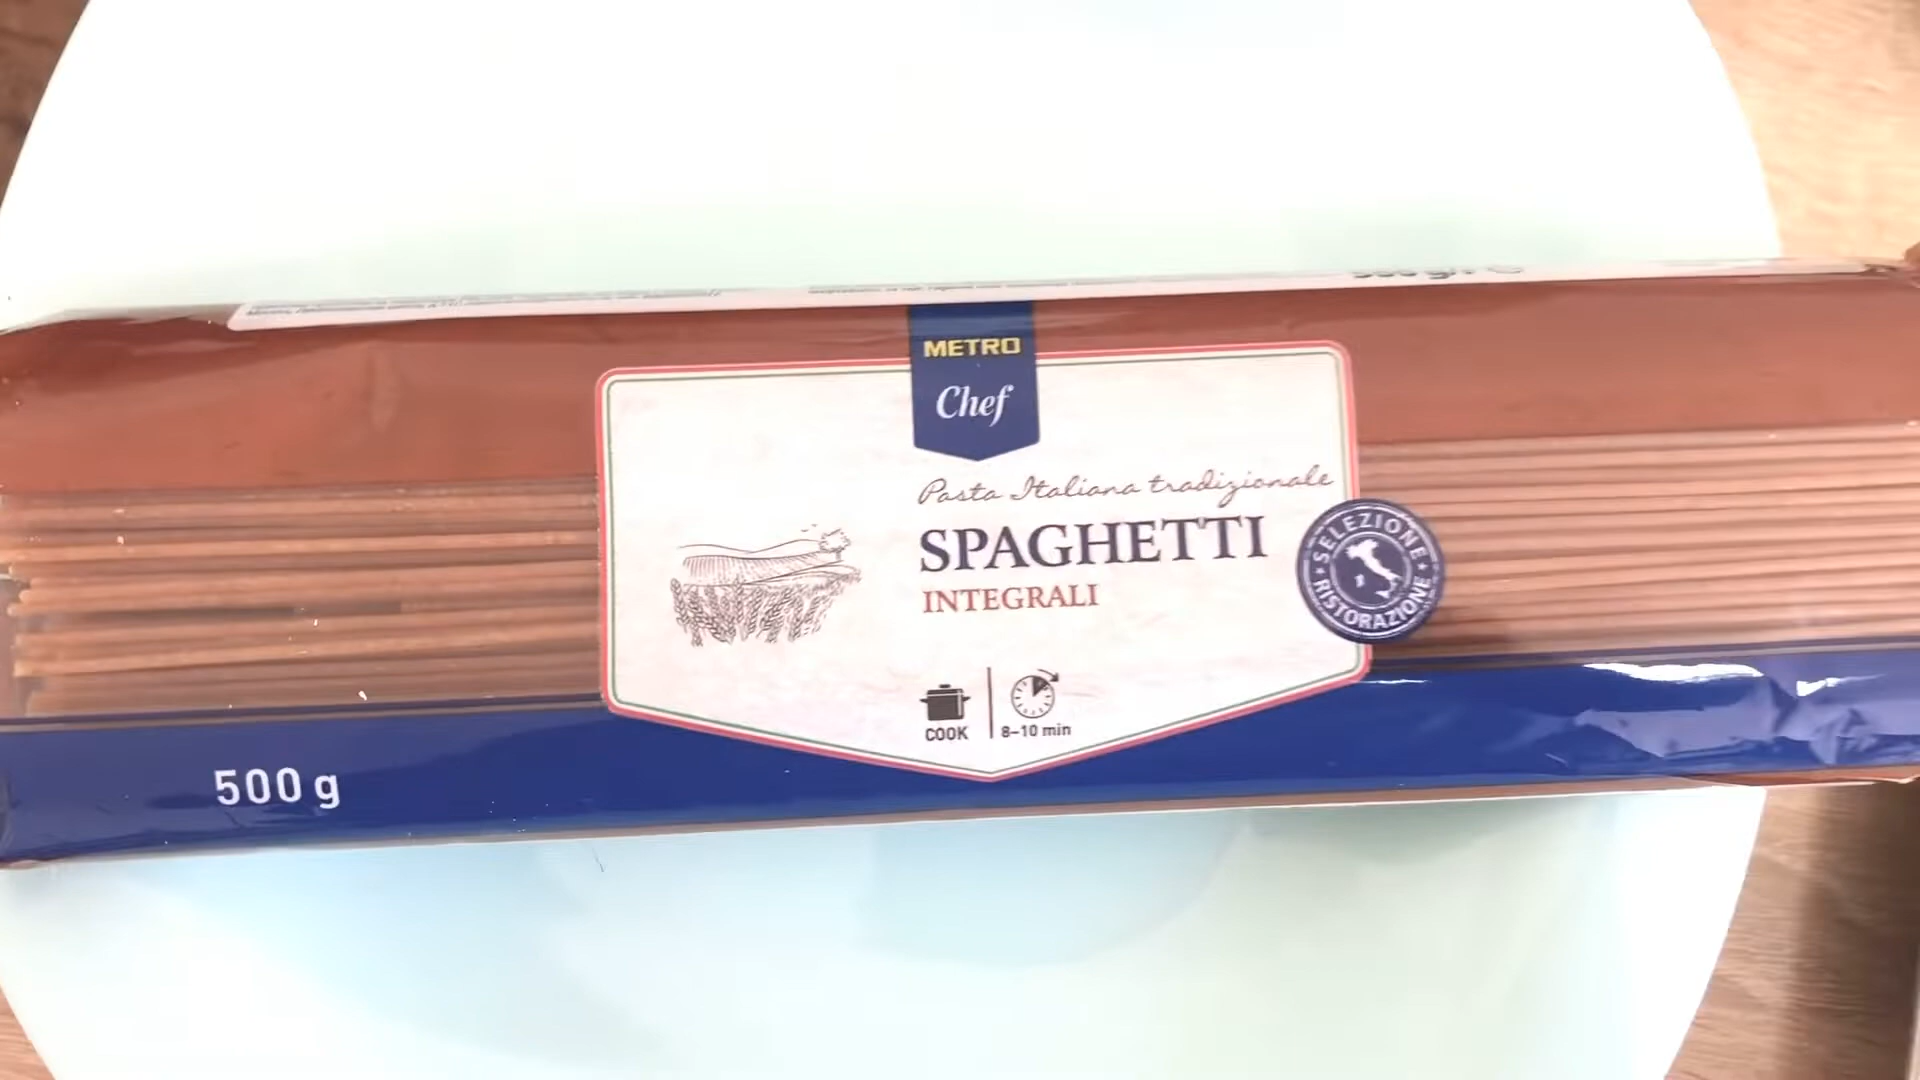 METRO
Chef
Pasta Italiana tradizionale
SPAGHETTI
INTEGRALI
SELEZIONE
RISTORAZIONE
COOK
8-10 min
500 g